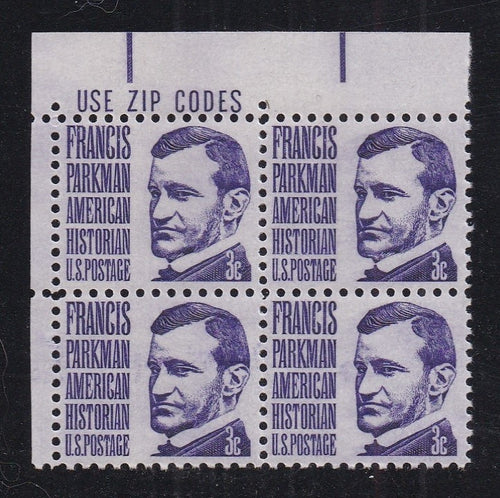 USE ZIP CODES
FRANCIS
PARKMAN
AMERICAN
HISTORIAN
U.S.POSTAGE
3¢
FRANCIS
PARKMAN
AMERICAN
HISTORIAN
U.S.POSTAGE
3¢
FRANCIS
PARKMAN
AMERICAN
HISTORIAN
U.S.POSTAGE
3¢
FRANCIS
PARKMAN
AMERICAN
HISTORIAN
U.S.POSTAGE
3¢